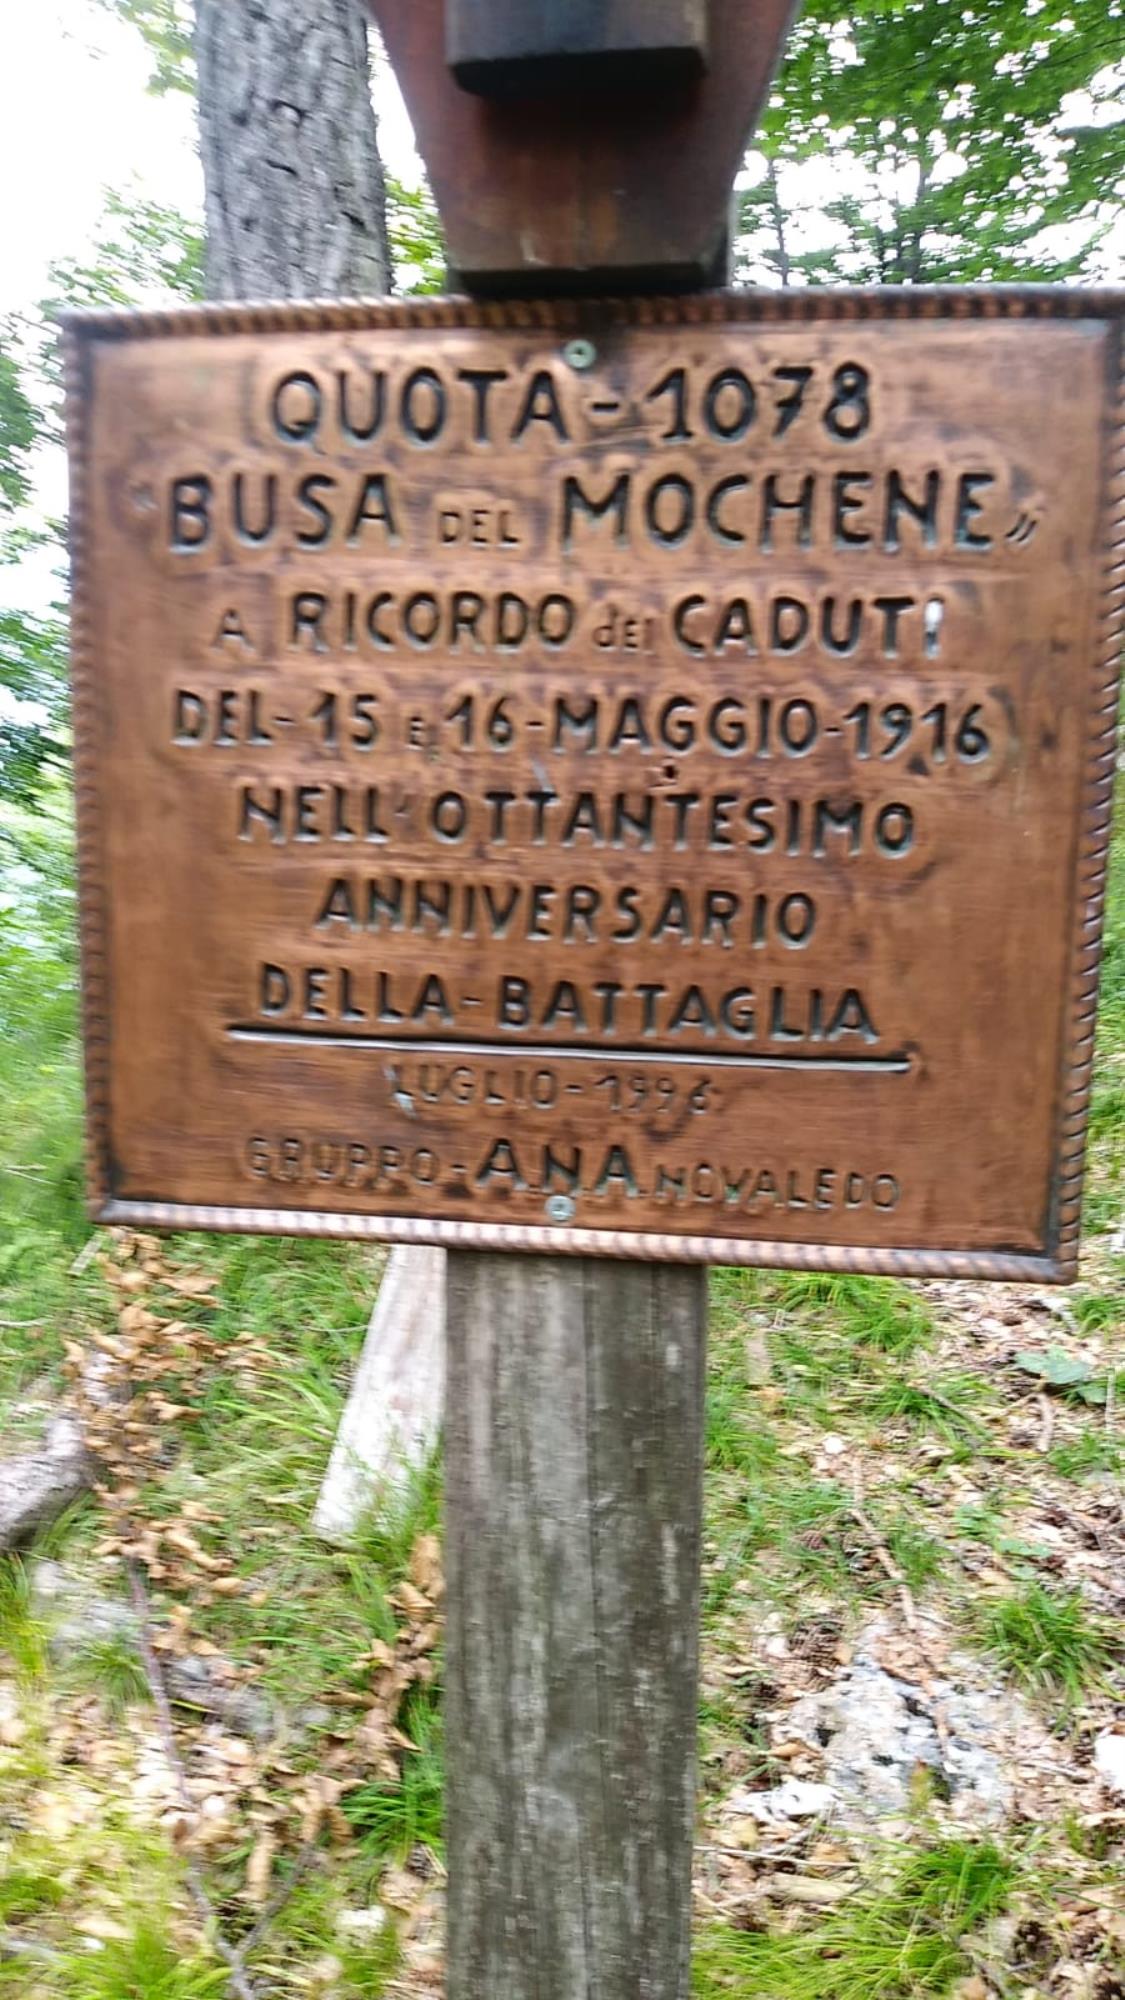 QUOTA-1078
"BUSA DEL MOCHENE"
A RICORDO dEI CADUTI
DEL-15 E 16-MAGGIO-1916
NELL'OTTANTESIMO
ANNIVERSARIO
DELLA-BATTAGLIA
LUGLIO-1996
GRUPPO-A.N.A. NOVALEDO